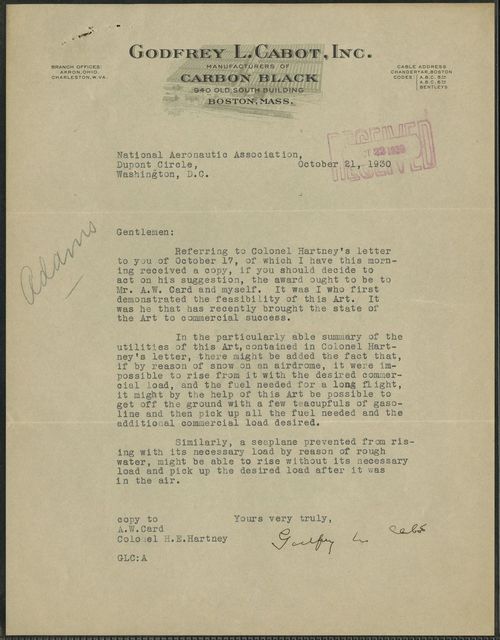 GODFREY L. CABOT, INC.
MANUFACTURERS OF
CARBON BLACK
940 OLD SOUTH BUILDING
BOSTON, MASS.
BRANCH OFFICES:
AKRON, OHIO.
CHARLESTON, W.VA.
CABLE ADDRESS
CHANDERYAR, BOSTON
CODES A.B.C. 5TH
A.B.C. 6TH
BENTLEYS
RECEIVED
National Aeronautic Association,
Dupont Circle, October 21, 1930
Washington, D.C.
Adams
Gentlemen:
Referring to Colonel Hartney's letter
to you of October 17, of which I have this morn-
ing received a copy, if you should decide to
act on his suggestion, the award ought to be to
Mr. A.W. Card and myself. It was I who first
demonstrated the feasibility of this Art. It
was he that has recently brought the state of
the Art to commercial success.
In the particularly able summary of the
utilities of this Art, contained in Colonel Hart-
ney's letter, there might be added the fact that,
if by reason of snow on an airdrome, it were im-
possible to rise from it with the desired commer-
cial load, and the fuel needed for a long flight,
it might by the help of this Art be possible to
get off the ground with a few teacupfuls of gaso-
line and then pick up all the fuel needed and the
additional commercial load desired.
Similarly, a seaplane prevented from ris-
ing with its necessary load by reason of rough
water, might be able to rise without its necessary
load and pick up the desired load after it was
in the air.
copy to Yours very truly,
A.W.Card
Colonel H.E.Hartney
Godfrey L. Cabot
GLC:A